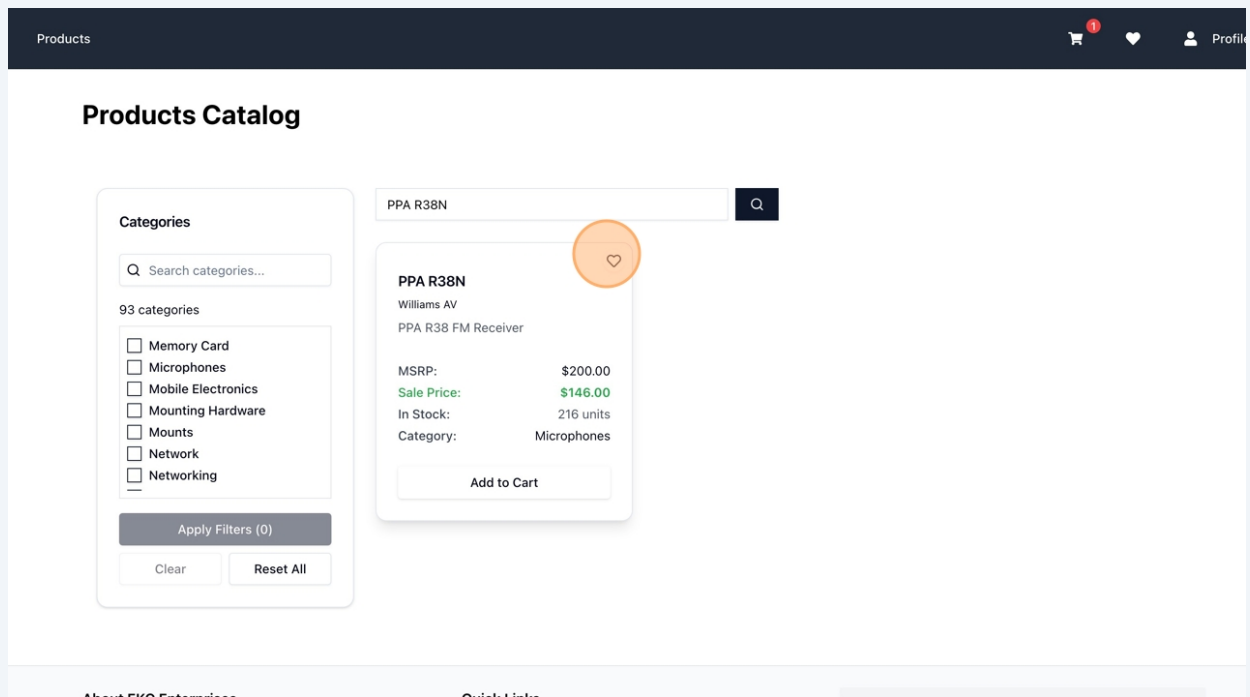 Products
1
Profile
Products Catalog
Categories
Search categories...
93 categories
Memory Card
Microphones
Mobile Electronics
Mounting Hardware
Mounts
Network
Networking
Apply Filters (0)
Clear
Reset All
PPA R38N
PPA R38N
Williams AV
PPA R38 FM Receiver
MSRP: $200.00
Sale Price: $146.00
In Stock: 216 units
Category: Microphones
Add to Cart